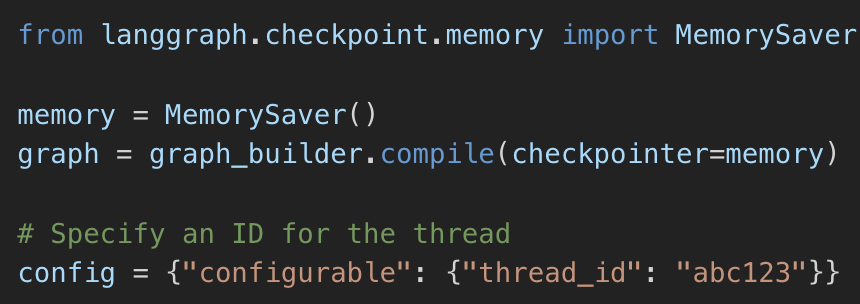 from langgraph.checkpoint.memory import MemorySaver
memory = MemorySaver()
graph = graph_builder.compile(checkpointer=memory)
# Specify an ID for the thread
config = {"configurable": {"thread_id": "abc123"}}